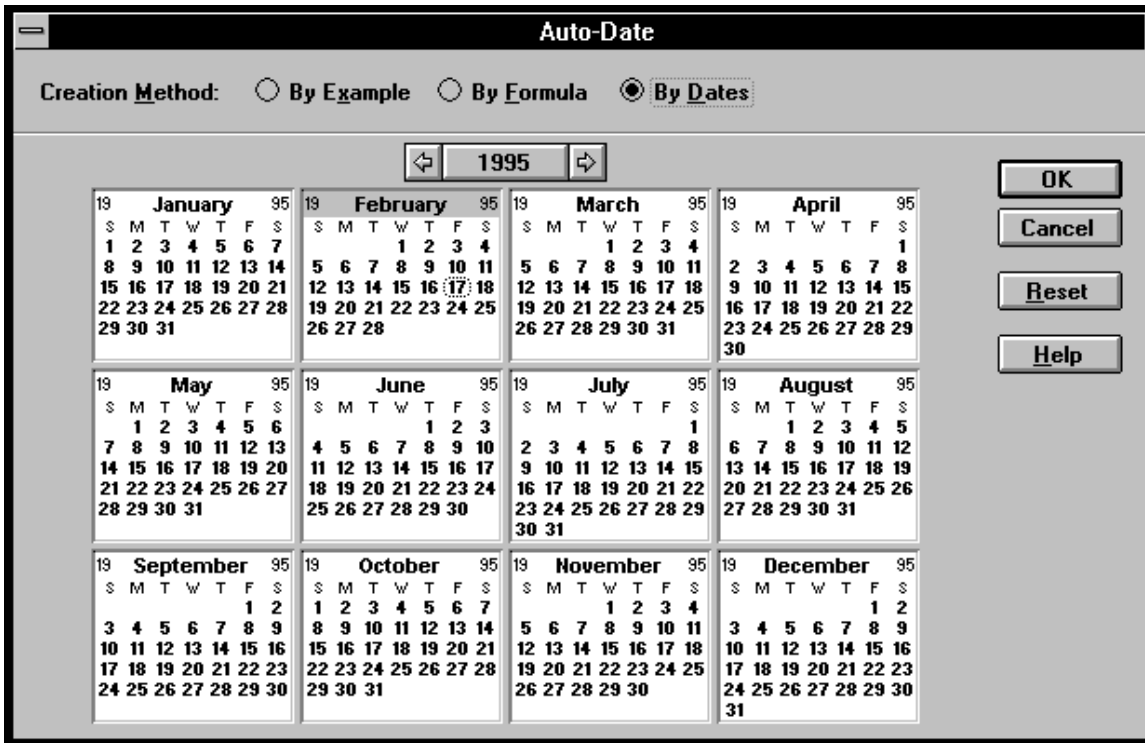 Auto-Date
Creation Method: By Example By Formula By Dates
1995
OK
Cancel
Reset
Help
19 January 95
S M T W T F S
1 2 3 4 5 6 7
8 9 10 11 12 13 14
15 16 17 18 19 20 21
22 23 24 25 26 27 28
29 30 31
19 February 95
S M T W T F S
1 2 3 4
5 6 7 8 9 10 11
12 13 14 15 16 17 18
19 20 21 22 23 24 25
26 27 28
19 March 95
S M T W T F S
1 2 3 4
5 6 7 8 9 10 11
12 13 14 15 16 17 18
19 20 21 22 23 24 25
26 27 28 29 30 31
19 April 95
S M T W T F S
1
2 3 4 5 6 7 8
9 10 11 12 13 14 15
16 17 18 19 20 21 22
23 24 25 26 27 28 29
30
19 May 95
S M T W T F S
1 2 3 4 5 6
7 8 9 10 11 12 13
14 15 16 17 18 19 20
21 22 23 24 25 26 27
28 29 30 31
19 June 95
S M T W T F S
1 2 3
4 5 6 7 8 9 10
11 12 13 14 15 16 17
18 19 20 21 22 23 24
25 26 27 28 29 30
19 July 95
S M T W T F S
1
2 3 4 5 6 7 8
9 10 11 12 13 14 15
16 17 18 19 20 21 22
23 24 25 26 27 28 29
30 31
19 August 95
S M T W T F S
1 2 3 4 5
6 7 8 9 10 11 12
13 14 15 16 17 18 19
20 21 22 23 24 25 26
27 28 29 30 31
19 September 95
S M T W T F S
1 2
3 4 5 6 7 8 9
10 11 12 13 14 15 16
17 18 19 20 21 22 23
24 25 26 27 28 29 30
19 October 95
S M T W T F S
1 2 3 4 5 6 7
8 9 10 11 12 13 14
15 16 17 18 19 20 21
22 23 24 25 26 27 28
29 30 31
19 November 95
S M T W T F S
1 2 3 4
5 6 7 8 9 10 11
12 13 14 15 16 17 18
19 20 21 22 23 24 25
26 27 28 29 30
19 December 95
S M T W T F S
1 2
3 4 5 6 7 8 9
10 11 12 13 14 15 16
17 18 19 20 21 22 23
24 25 26 27 28 29 30
31